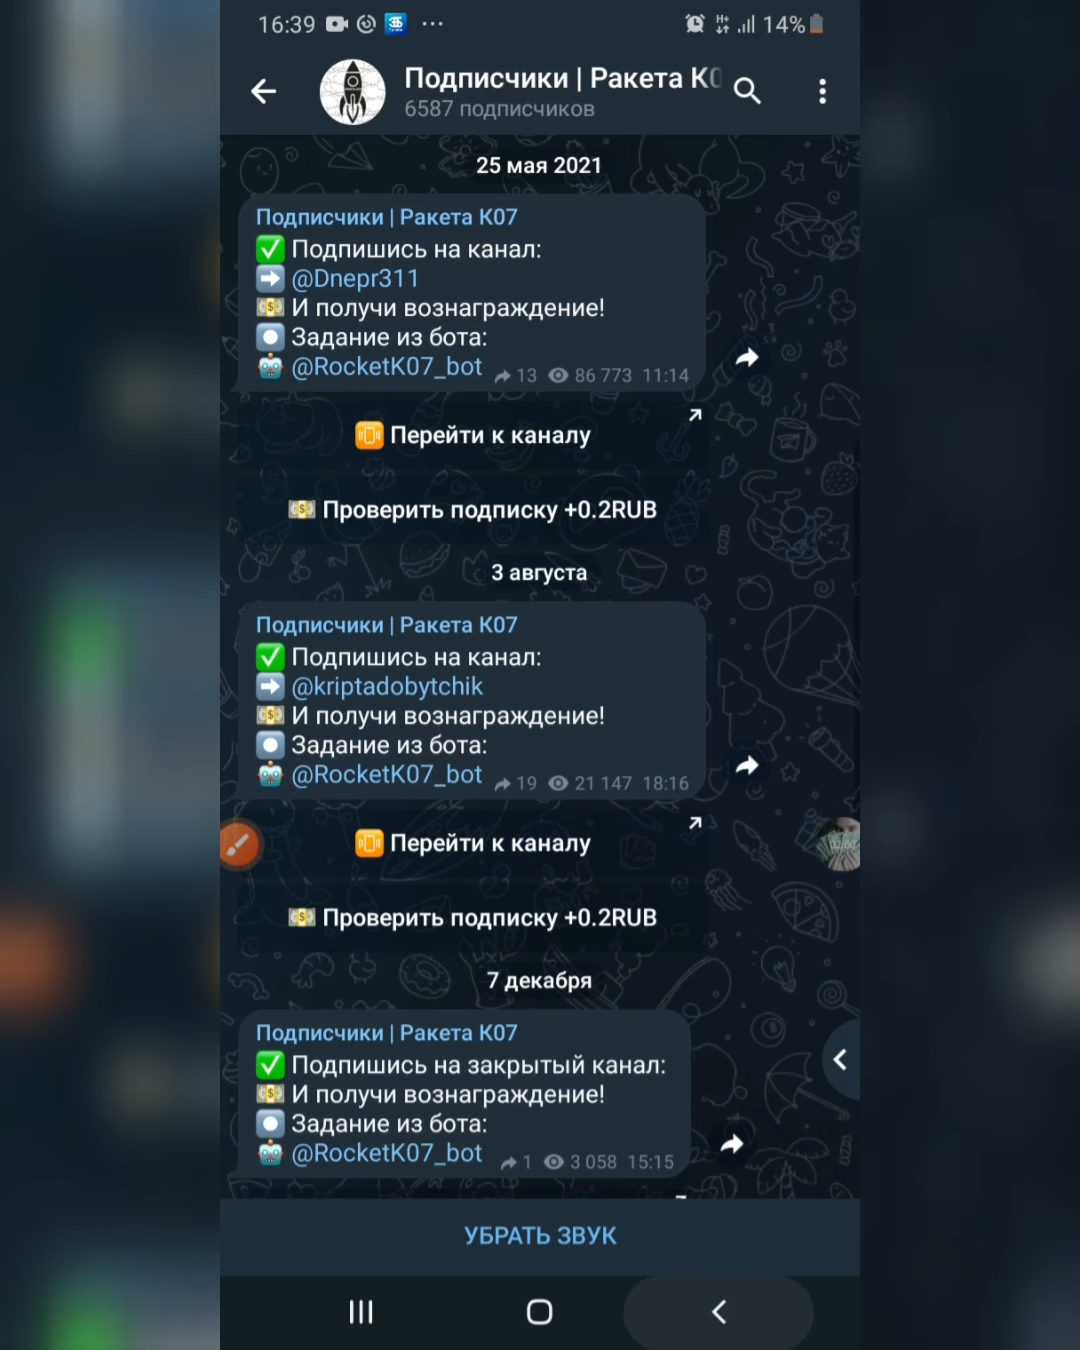 16:39
14%
Подписчики | Ракета К0
6587 подписчиков
25 мая 2021
Подписчики | Ракета К07
Подпишись на канал:
@Dnepr311
И получи вознаграждение!
Задание из бота:
@RocketK07_bot 13 86 773 11:14
Перейти к каналу
Проверить подписку +0.2RUB
3 августа
Подписчики | Ракета К07
Подпишись на канал:
@kriptadobytchik
И получи вознаграждение!
Задание из бота:
@RocketK07_bot 19 21 147 18:16
Перейти к каналу
Проверить подписку +0.2RUB
7 декабря
Подписчики | Ракета К07
Подпишись на закрытый канал:
И получи вознаграждение!
Задание из бота:
@RocketK07_bot 1 3 058 15:15
УБРАТЬ ЗВУК